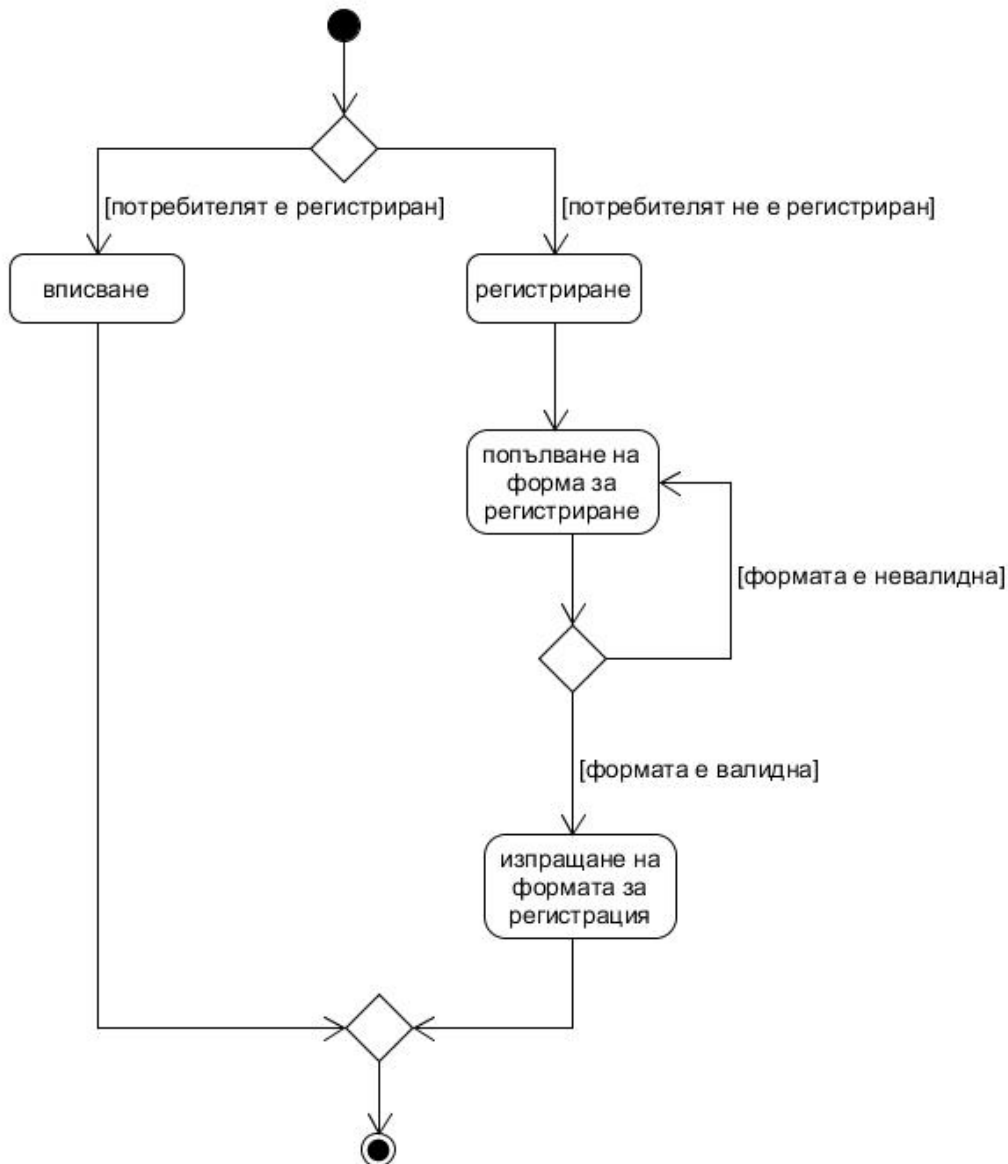 [потребителят е регистриран]
[потребителят не е регистриран]
вписване
регистриране
попълване на
форма за
регистриране
[формата е невалидна]
[формата е валидна]
изпращане на
формата за
регистрация